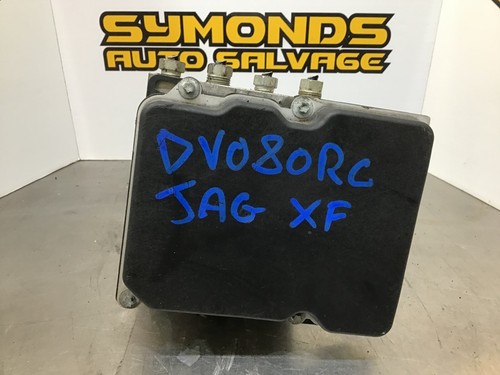 SYMONDS
AUTO SALVAGE
DV080RC
JAG XF